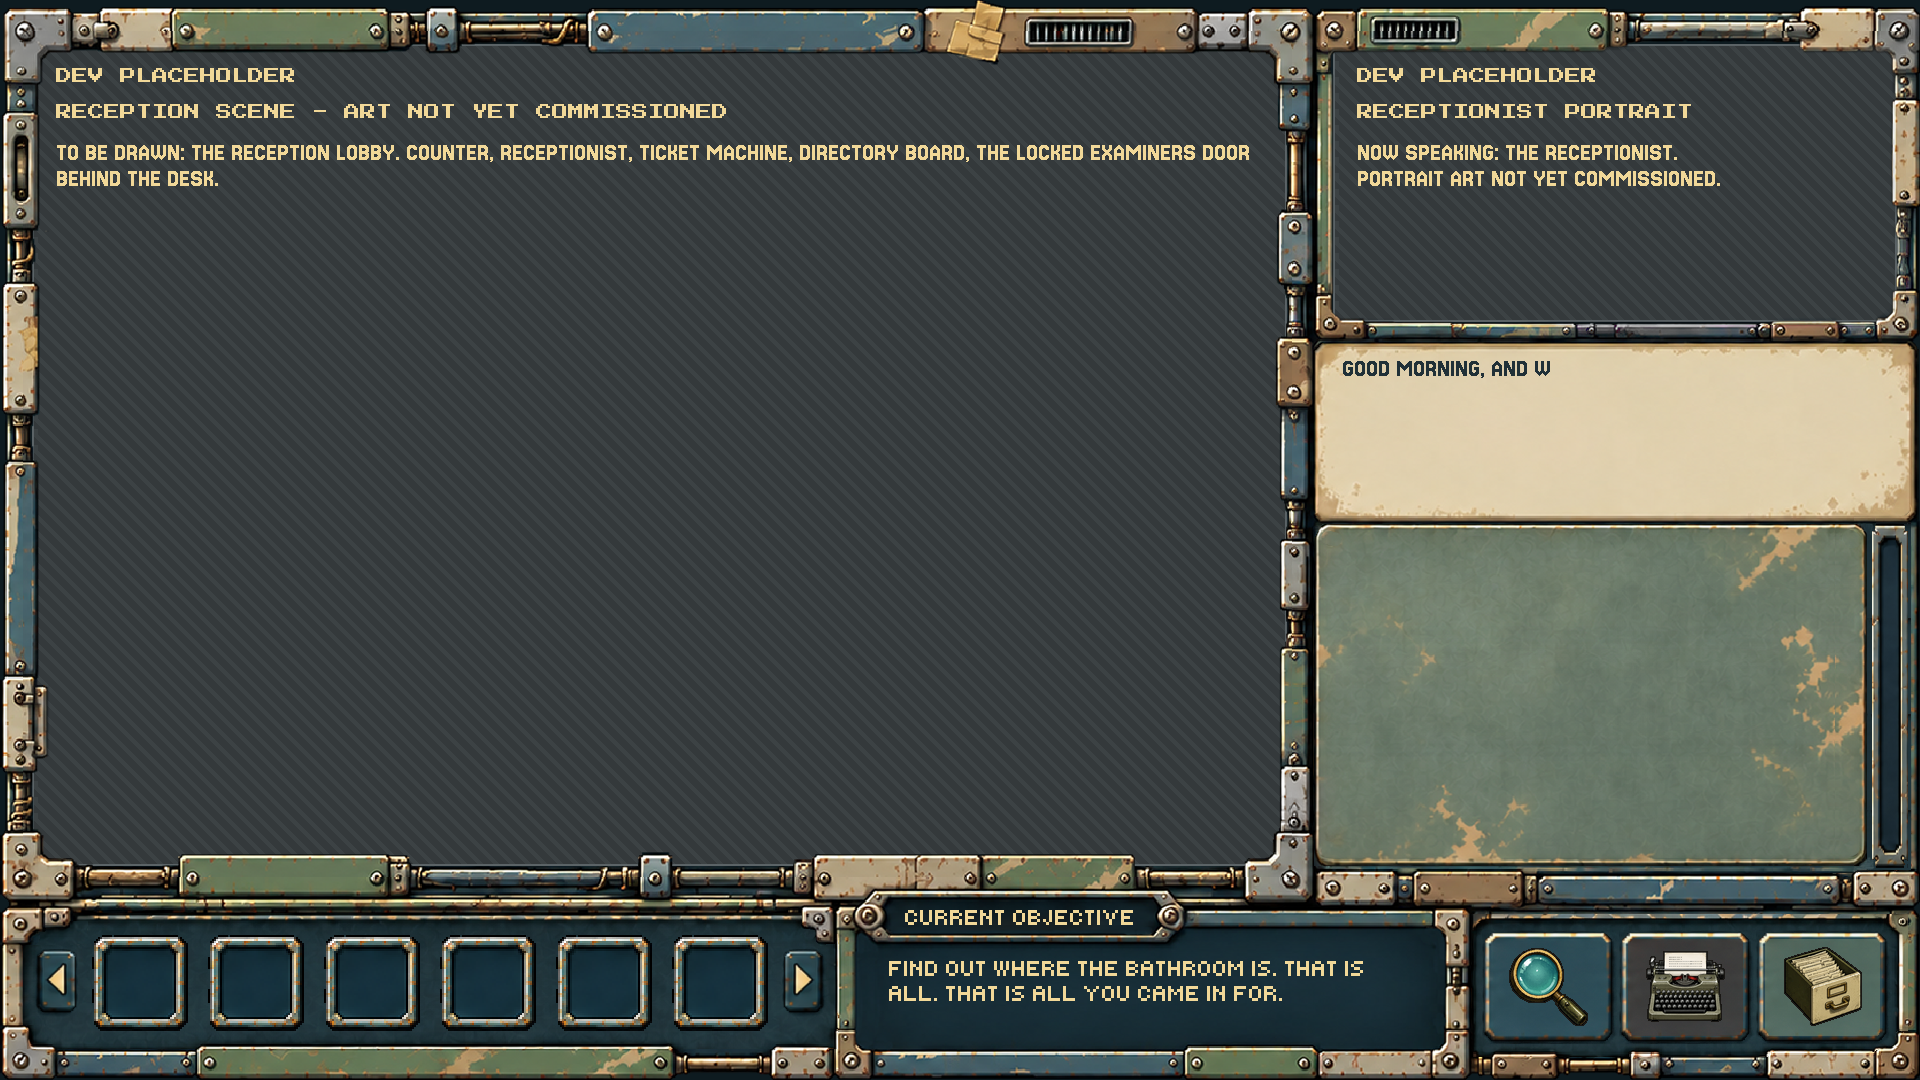 DEV PLACEHOLDER
RECEPTION SCENE - ART NOT YET COMMISSIONED
TO BE DRAWN: THE RECEPTION LOBBY. COUNTER, RECEPTIONIST, TICKET MACHINE, DIRECTORY BOARD, THE LOCKED EXAMINERS DOOR
BEHIND THE DESK.
DEV PLACEHOLDER
RECEPTIONIST PORTRAIT
NOW SPEAKING: THE RECEPTIONIST.
PORTRAIT ART NOT YET COMMISSIONED.
GOOD MORNING, AND W
CURRENT OBJECTIVE
FIND OUT WHERE THE BATHROOM IS. THAT IS
ALL. THAT IS ALL YOU CAME IN FOR.